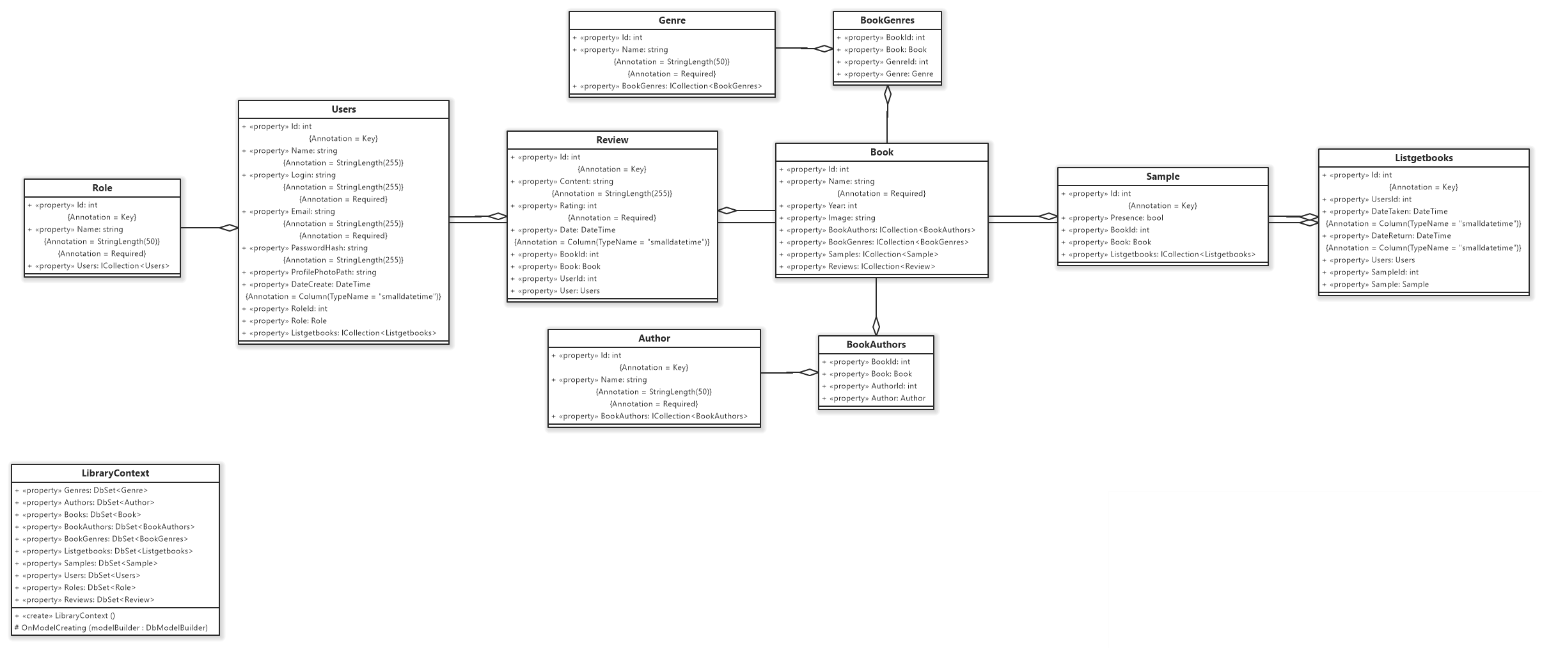 Genre
+ «property» Id: int
+ «property» Name: string
{Annotation = StringLength(50)}
{Annotation = Required}
+ «property» BookGenres: ICollection<BookGenres>
BookGenres
+ «property» BookId: int
+ «property» Book: Book
+ «property» GenreId: int
+ «property» Genre: Genre
Users
+ «property» Id: int
{Annotation = Key}
+ «property» Name: string
{Annotation = StringLength(255)}
+ «property» Login: string
{Annotation = StringLength(255)}
{Annotation = Required}
+ «property» Email: string
{Annotation = StringLength(255)}
{Annotation = Required}
+ «property» PasswordHash: string
{Annotation = StringLength(255)}
+ «property» ProfilePhotoPath: string
+ «property» DateCreate: DateTime
{Annotation = Column(TypeName = "smalldatetime")}
+ «property» RoleId: int
+ «property» Role: Role
+ «property» Listgetbooks: ICollection<Listgetbooks>
Review
+ «property» Id: int
{Annotation = Key}
+ «property» Content: string
{Annotation = StringLength(255)}
+ «property» Rating: int
{Annotation = Required}
+ «property» Date: DateTime
{Annotation = Column(TypeName = "smalldatetime")]
+ «property» BookId: int
+ «property» Book: Book
+ «property» UserId: int
+ «property» User: Users
Book
+ «property» Id: int
+ «property» Name: string
{Annotation = Required}
+ «property» Year: int
+ «property» Image: string
+ «property» BookAuthors: ICollection<BookAuthors>
+ «property» BookGenres: ICollection<BookGenres>
+ «property» Samples: ICollection<Sample>
+ «property» Reviews: ICollection<Review>
Listgetbooks
+ «property» Id: int
{Annotation = Key}
+ «property» UsersId: int
+ «property» DateTaken: DateTime
{Annotation = Column(TypeName = "smalldatetime")}
+ «property» DateReturn: DateTime
{Annotation = Column(TypeName = "smalldatetime")}
+ «property» Users: Users
+ «property» SampleId: int
+ «property» Sample: Sample
Sample
+ «property» Id: int
{Annotation = Key}
+ «property» Presence: bool
+ «property» BookId: int
+ «property» Book: Book
+ «property» Listgetbooks: ICollection<Listgetbooks>
Role
+ «property» Id: int
{Annotation = Key}
+ «property» Name: string
{Annotation = StringLength(50)}
{Annotation = Required}
+ «property» Users: ICollection<Users>
Author
+ «property» Id: int
{Annotation = Key}
+ «property» Name: string
{Annotation = StringLength(50)}
{Annotation = Required}
+ «property» BookAuthors: ICollection<BookAuthors>
BookAuthors
+ «property» BookId: int
+ «property» Book: Book
+ «property» AuthorId: int
+ «property» Author: Author
LibraryContext
+ «property» Genres: DbSet<Genre>
+ «property» Authors: DbSet<Author>
+ «property» Books: DbSet<Book>
+ «property» BookAuthors: DbSet<BookAuthors>
+ «property» BookGenres: DbSet<BookGenres>
+ «property» Listgetbooks: DbSet<Listgetbooks>
+ «property» Samples: DbSet<Sample>
+ «property» Users: DbSet<Users>
+ «property» Roles: DbSet<Role>
+ «property» Reviews: DbSet<Review>
+ «create» LibraryContext ()
# OnModelCreating (modelBuilder : DbModelBuilder)